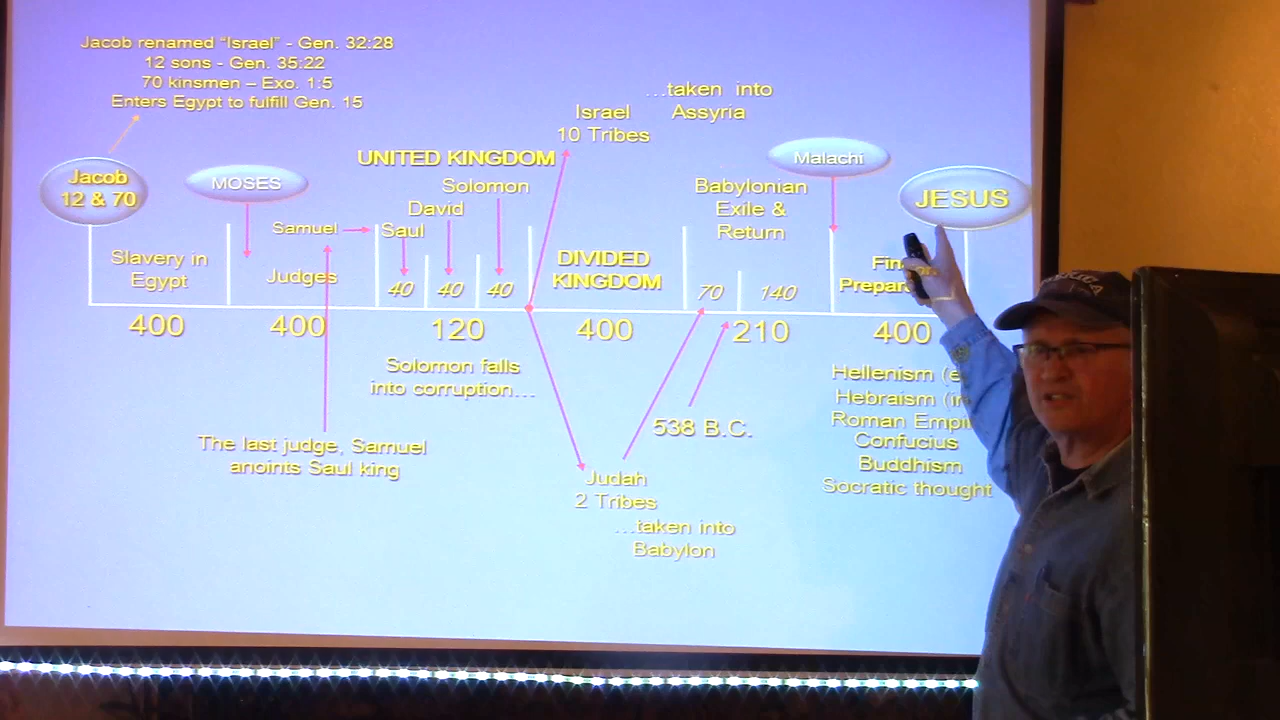 Jacob renamed "Israel" - Gen. 32:28
12 sons - Gen. 35:22
70 kinsmen – Exo. 1:5
Enters Egypt to fulfill Gen. 15
…taken into
Assyria
Israel
10 Tribes
UNITED KINGDOM
Malachi
Jacob
12 & 70
MOSES
Solomon
David
Saul
Samuel
Babylonian
Exile &
Return
JESUS
Slavery in
Egypt
Judges
40
40
40
DIVIDED
KINGDOM
70
140
400
400
120
400
210
400
Solomon falls
into corruption…
538 B.C.
The last judge, Samuel
anoints Saul king
Judah
2 Tribes
…taken into
Babylon
Hellenism
Hebraism
Roman
Confucius
Buddhism
Socratic thought